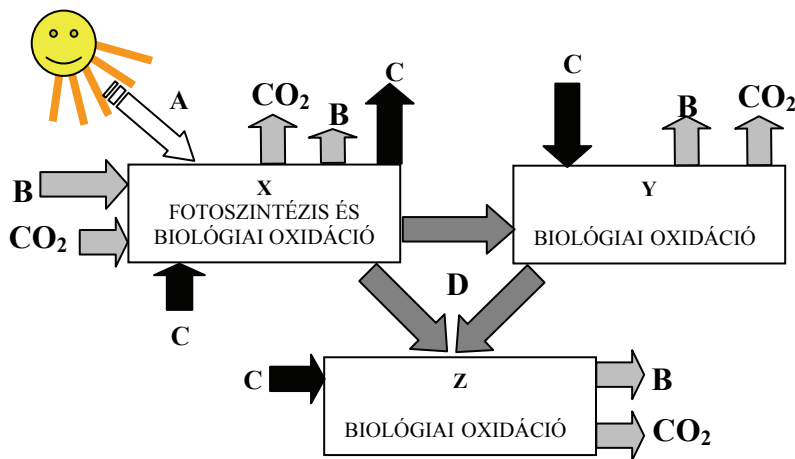 A
CO₂
B
C
C
B
CO₂
B
X
FOTOSZINTÉZIS ÉS
BIOLÓGIAI OXIDÁCIÓ
Y
BIOLÓGIAI OXIDÁCIÓ
CO₂
C
D
C
Z
BIOLÓGIAI OXIDÁCIÓ
B
CO₂